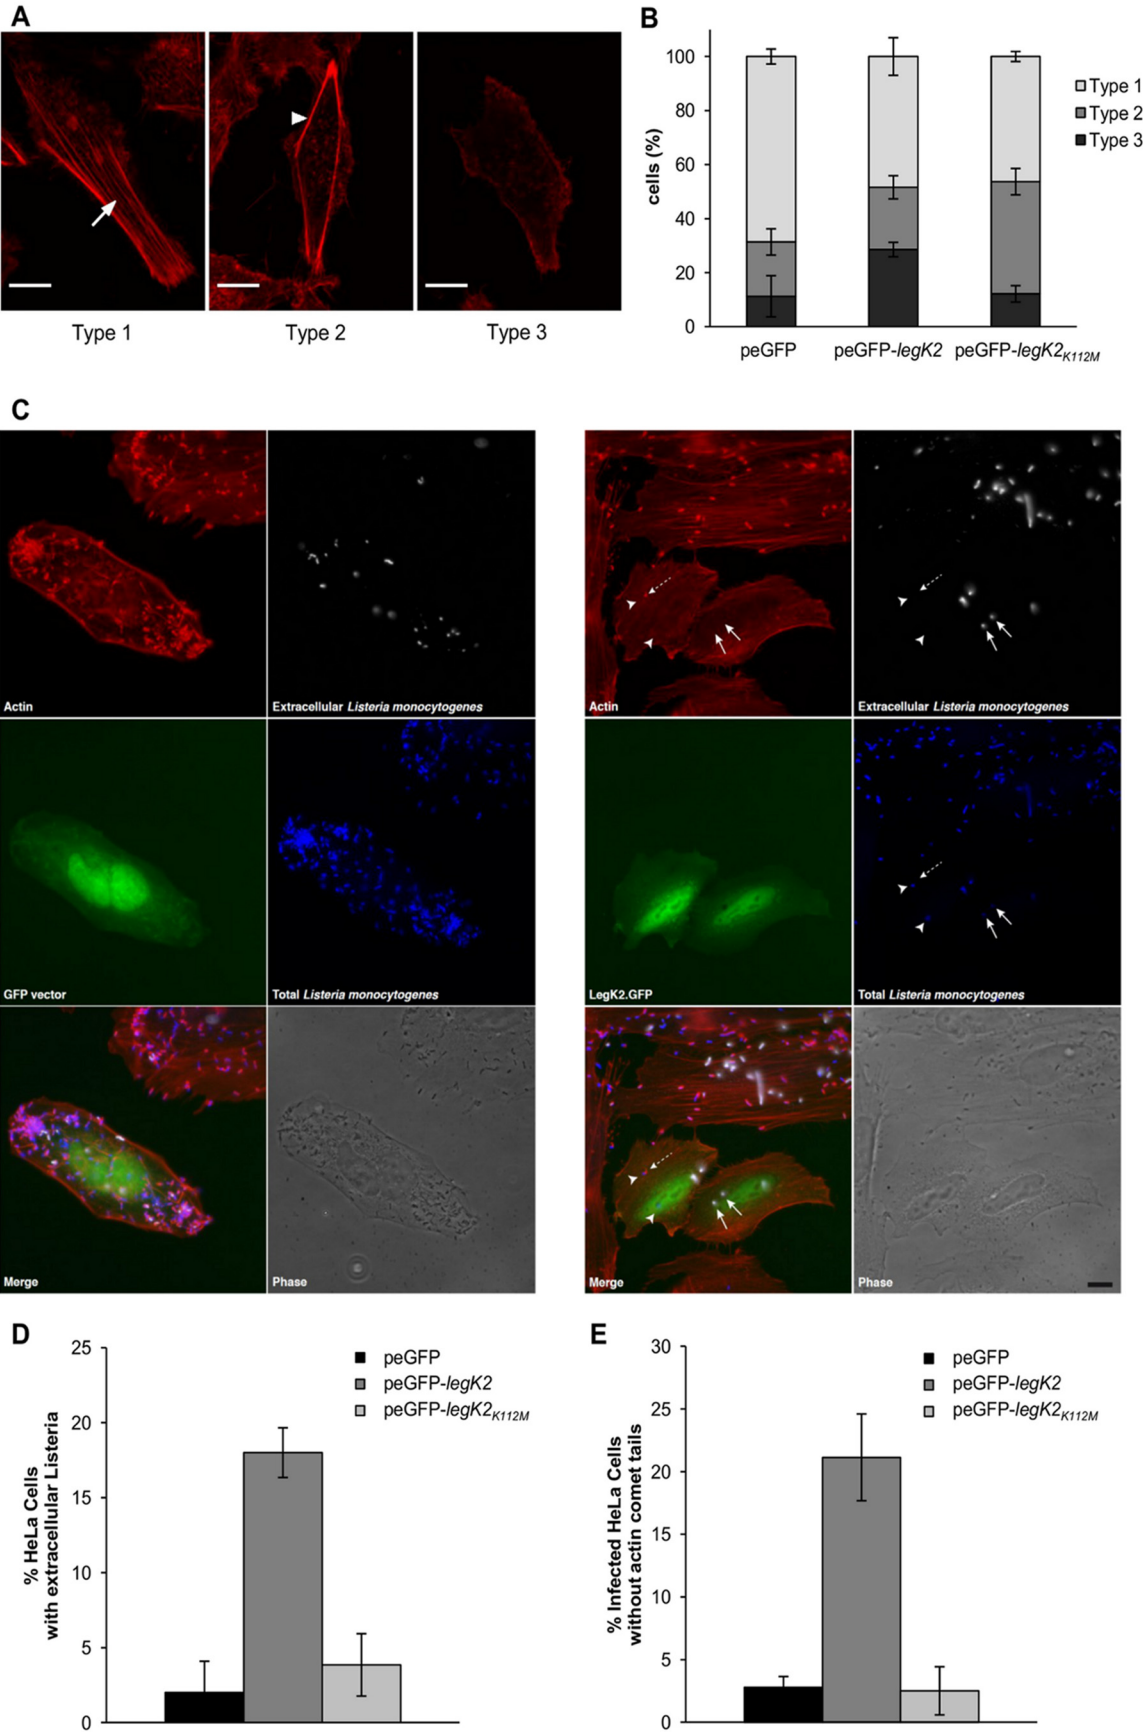 A
Type 1
Type 2
Type 3
B
cells (%)
100
80
60
40
20
0
peGFP
peGFP-legK2
peGFP-legK2K112M
Type 1
Type 2
Type 3
C
Actin
Extracellular Listeria monocytogenes
GFP vector
Total Listeria monocytogenes
Merge
Phase
Actin
Extracellular Listeria monocytogenes
LegK2.GFP
Total Listeria monocytogenes
Merge
Phase
D
% HeLa Cells
with extracellular Listeria
25
20
15
10
5
0
peGFP
peGFP-legK2
peGFP-legK2K112M
E
% Infected HeLa Cells
without actin comet tails
30
25
20
15
10
5
0
peGFP
peGFP-legK2
peGFP-legK2K112M